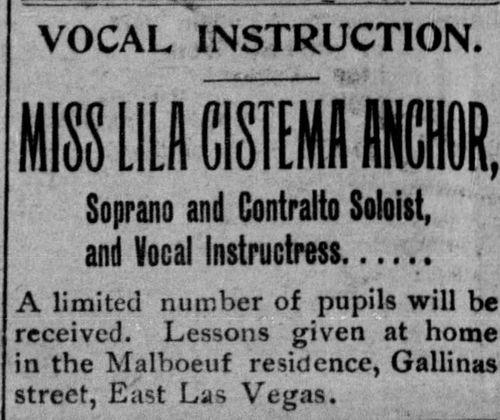 VOCAL INSTRUCTION.
MISS LILA CISTEMA ANCHOR,
Soprano and Contralto Soloist,
and Vocal Instructress......
A limited number of pupils will be
received. Lessons given at home
in the Malboeuf residence, Gallinas
street, East Las Vegas.